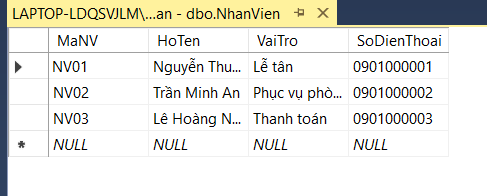 LAPTOP-LDQSVJLM\...an - dbo.NhanVien
MaNV HoTen VaiTro SoDienThoai
NV01 Nguyễn Thu... Lễ tân 0901000001
NV02 Trần Minh An Phục vụ phò... 0901000002
NV03 Lê Hoàng N... Thanh toán 0901000003
NULL NULL NULL NULL